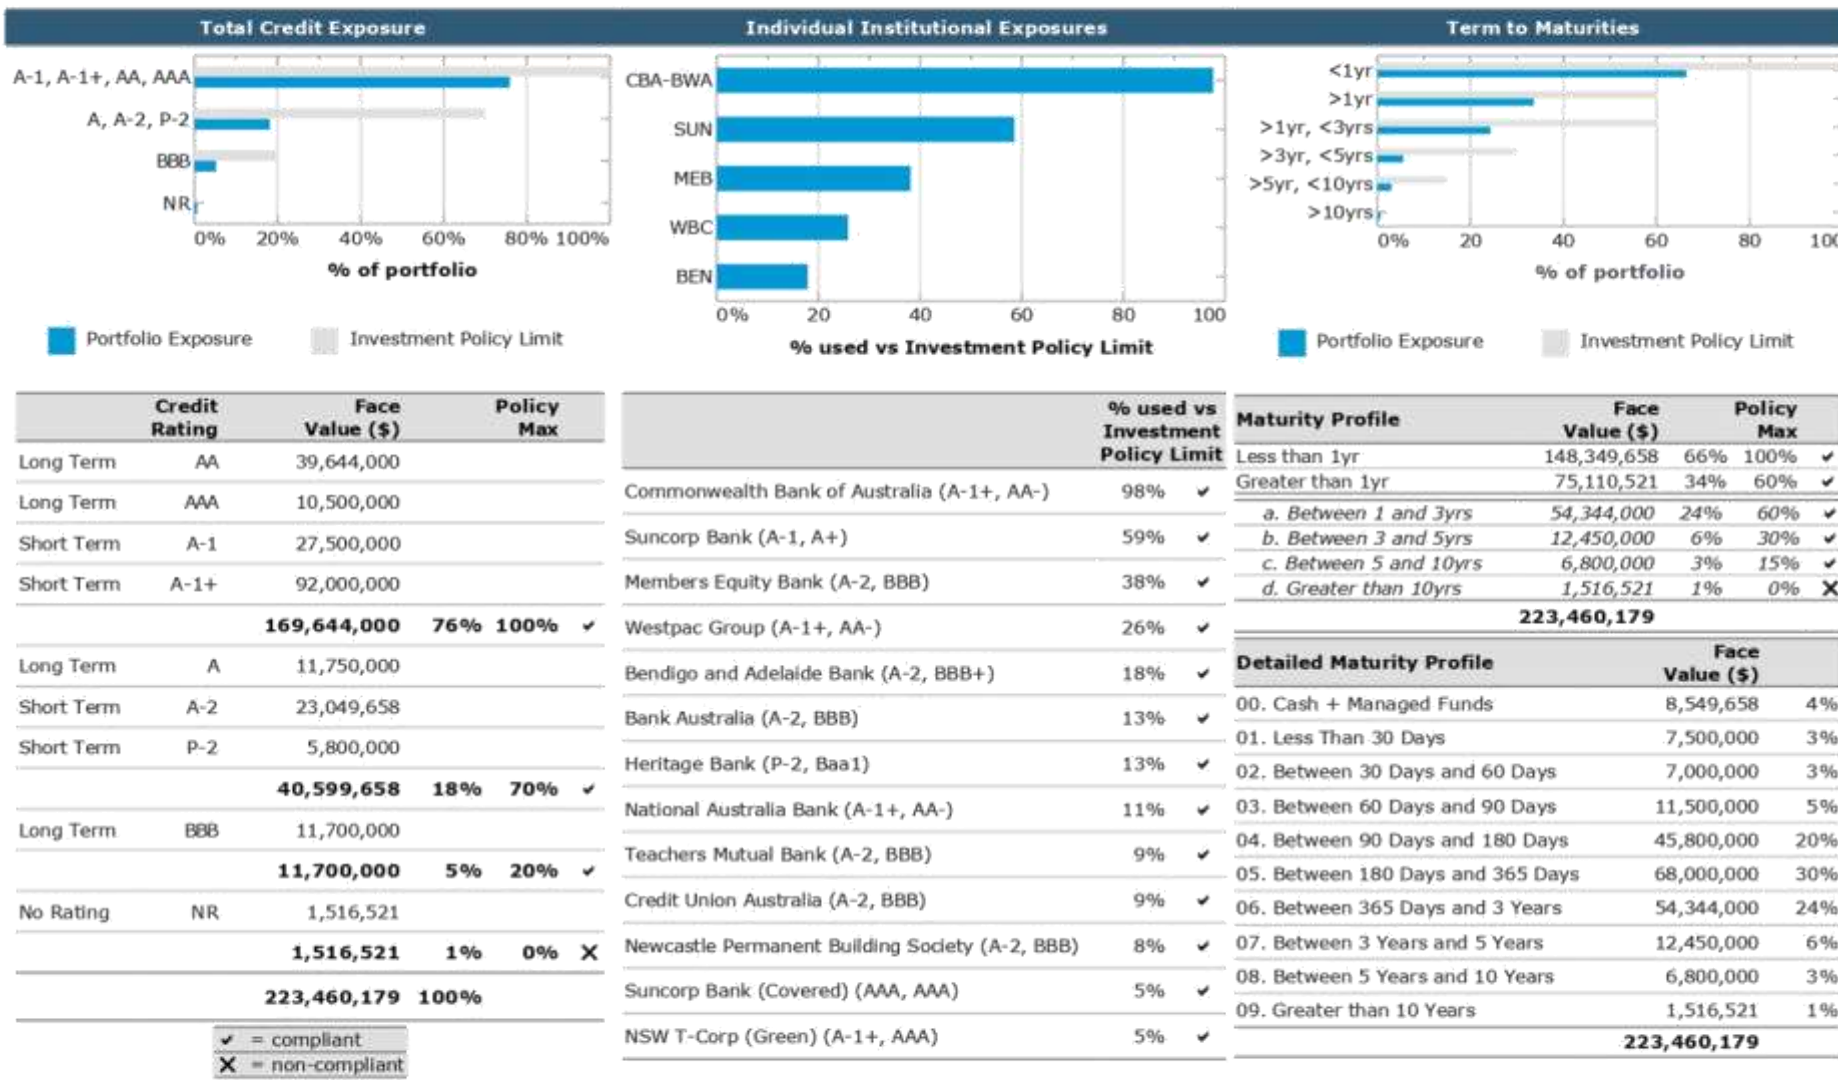 Total Credit Exposure
A-1, A-1+, AA, AAA
A, A-2, P-2
BBB
NR
0% 20% 40% 60% 80% 100%
% of portfolio
Portfolio Exposure Investment Policy Limit
Individual Institutional Exposures
CBA-BWA
SUN
MEB
WBC
BEN
0% 20 40 60 80 100
% used vs Investment Policy Limit
Term to Maturities
<1yr
>1yr
>1yr, <3yrs
>3yr, <5yrs
>5yr, <10yrs
>10yrs
0% 20 40 60 80 100
% of portfolio
Portfolio Exposure Investment Policy Limit
Credit Face Policy
Rating Value ($) Max
Long Term AA 39,644,000
Long Term AAA 10,500,000
Short Term A-1 27,500,000
Short Term A-1+ 92,000,000
169,644,000 76% 100% ✔
Long Term A 11,750,000
Short Term A-2 23,049,658
Short Term P-2 5,800,000
40,599,658 18% 70% ✔
Long Term BBB 11,700,000
11,700,000 5% 20% ✔
No Rating NR 1,516,521
1,516,521 1% 0% ✖
223,460,179 100%
✔ = compliant
✖ = non-compliant
% used vs
Investment
Policy Limit
Commonwealth Bank of Australia (A-1+, AA-) 98% ✔
Suncorp Bank (A-1, A+) 59% ✔
Members Equity Bank (A-2, BBB) 38% ✔
Westpac Group (A-1+, AA-) 26% ✔
Bendigo and Adelaide Bank (A-2, BBB+) 18% ✔
Bank Australia (A-2, BBB) 13% ✔
Heritage Bank (P-2, Baa1) 13% ✔
National Australia Bank (A-1+, AA-) 11% ✔
Teachers Mutual Bank (A-2, BBB) 9% ✔
Credit Union Australia (A-2, BBB) 9% ✔
Newcastle Permanent Building Society (A-2, BBB) 8% ✔
Suncorp Bank (Covered) (AAA, AAA) 5% ✔
NSW T-Corp (Green) (A-1+, AAA) 5% ✔
Maturity Profile Face Policy
Value ($) Max
Less than 1yr 148,349,658 66% 100% ✔
Greater than 1yr 75,110,521 34% 60% ✔
a. Between 1 and 3yrs 54,344,000 24% 60% ✔
b. Between 3 and 5yrs 12,450,000 6% 30% ✔
c. Between 5 and 10yrs 6,800,000 3% 15% ✔
d. Greater than 10yrs 1,516,521 1% 0% ✖
223,460,179
Detailed Maturity Profile Face
Value ($)
00. Cash + Managed Funds 8,549,658 4%
01. Less Than 30 Days 7,500,000 3%
02. Between 30 Days and 60 Days 7,000,000 3%
03. Between 60 Days and 90 Days 11,500,000 5%
04. Between 90 Days and 180 Days 45,800,000 20%
05. Between 180 Days and 365 Days 68,000,000 30%
06. Between 365 Days and 3 Years 54,344,000 24%
07. Between 3 Years and 5 Years 12,450,000 6%
08. Between 5 Years and 10 Years 6,800,000 3%
09. Greater than 10 Years 1,516,521 1%
223,460,179